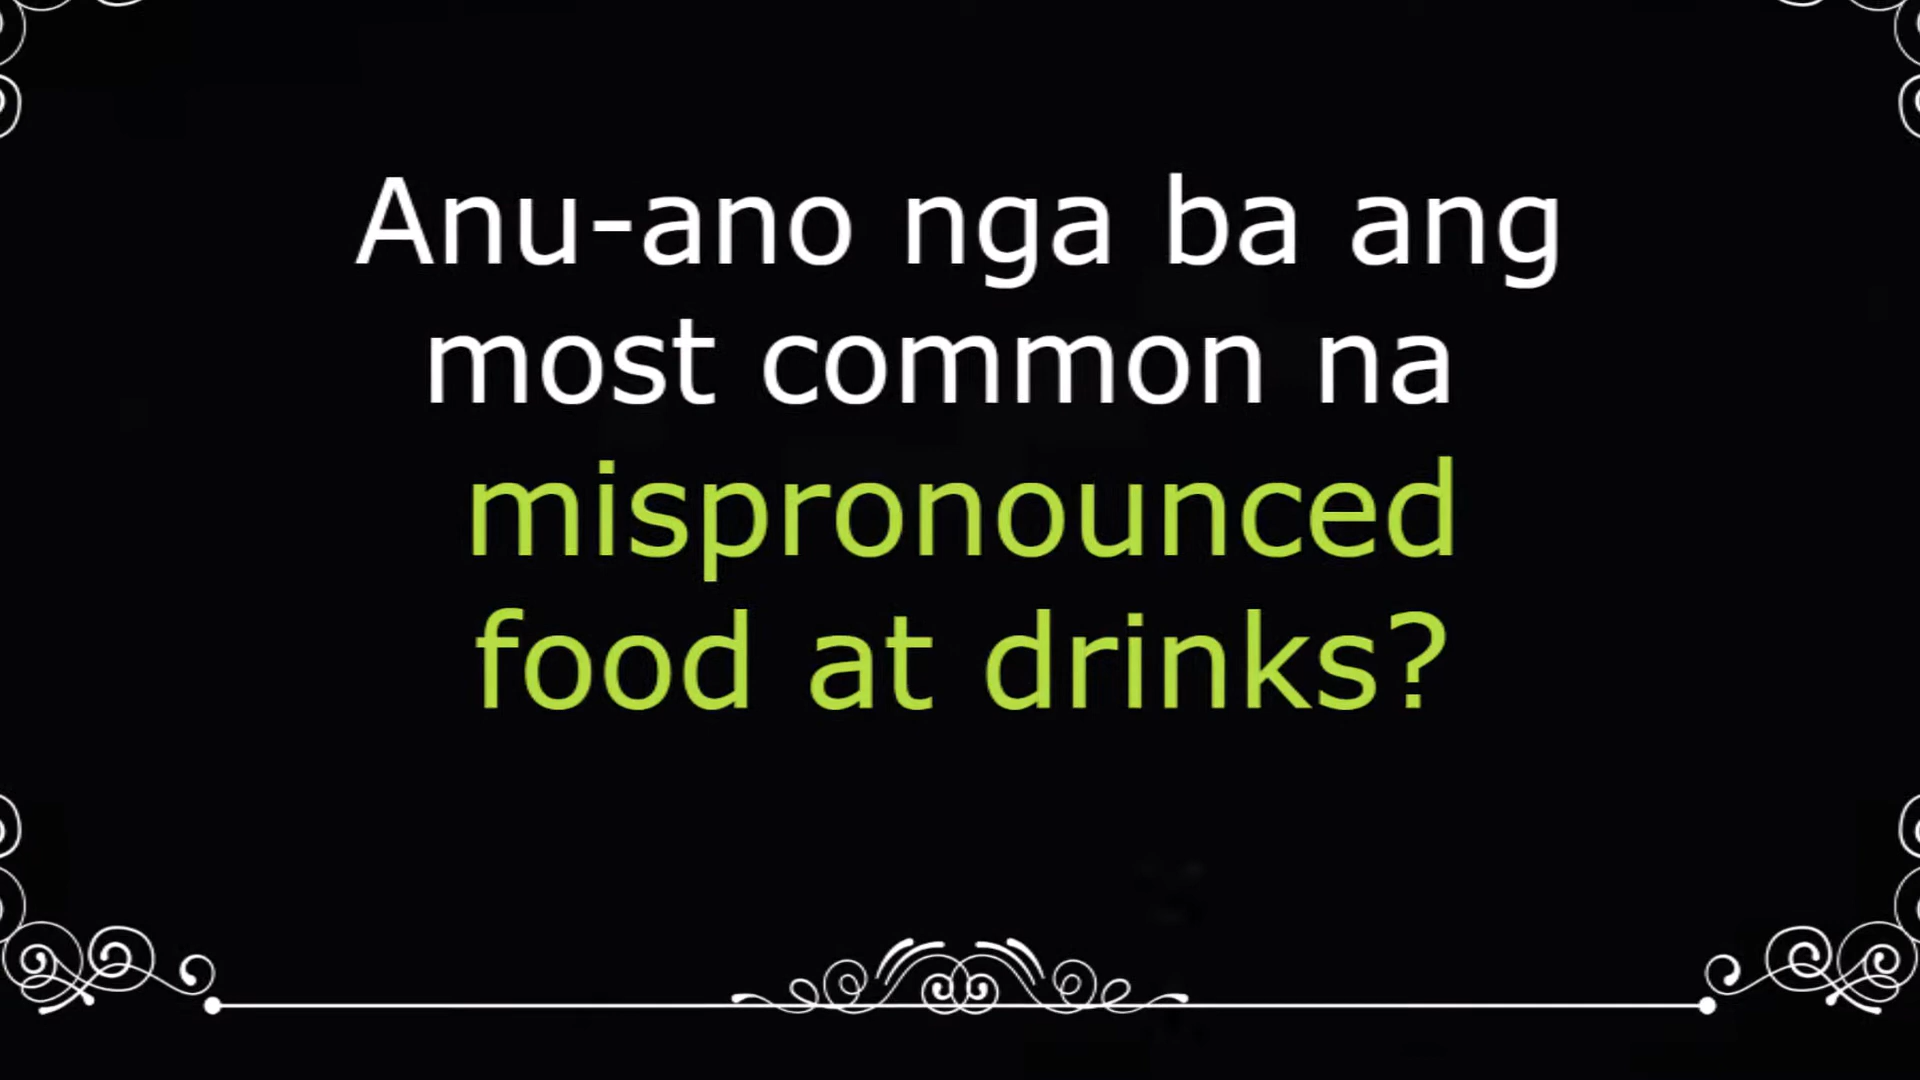 Anu-ano nga ba ang
most common na
mispronounced
food at drinks?